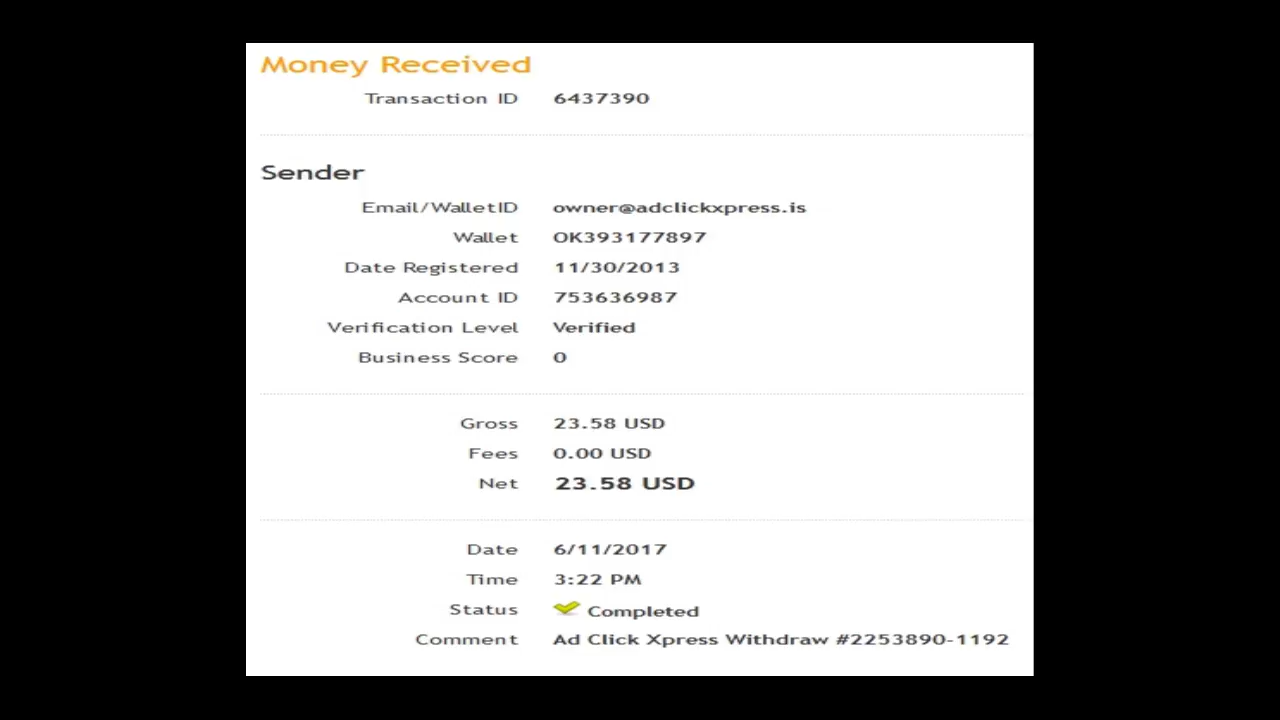 Money Received
Transaction ID 6437390
Sender
Email/WalletID owner@adclickxpress.is
Wallet OK393177897
Date Registered 11/30/2013
Account ID 753636987
Verification Level Verified
Business Score 0
Gross 23.58 USD
Fees 0.00 USD
Net 23.58 USD
Date 6/11/2017
Time 3:22 PM
Status Completed
Comment Ad Click Xpress Withdraw #2253890-1192